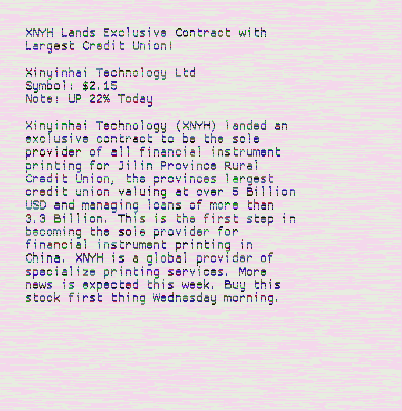 XNYH Lands Exclusive Contract with
Largest Credit Union!
Xinyinhai Technology Ltd
Symbol: $2.15
Note: UP 22% Today
Xinyinhai Technology (XNYH) landed an
exclusive contract to be the sole
provider of all financial instrument
printing for Jilin Province Rural
Credit Union, the provinces largest
credit union valuing at over 5 Billion
USD and managing loans of more than
3.3 Billion. This is the first step in
becoming the sole provider for
financial instrument printing in
China. XNYH is a global provider of
specialize printing services. More
news is expected this week. Buy this
stock first thing Wednesday morning.